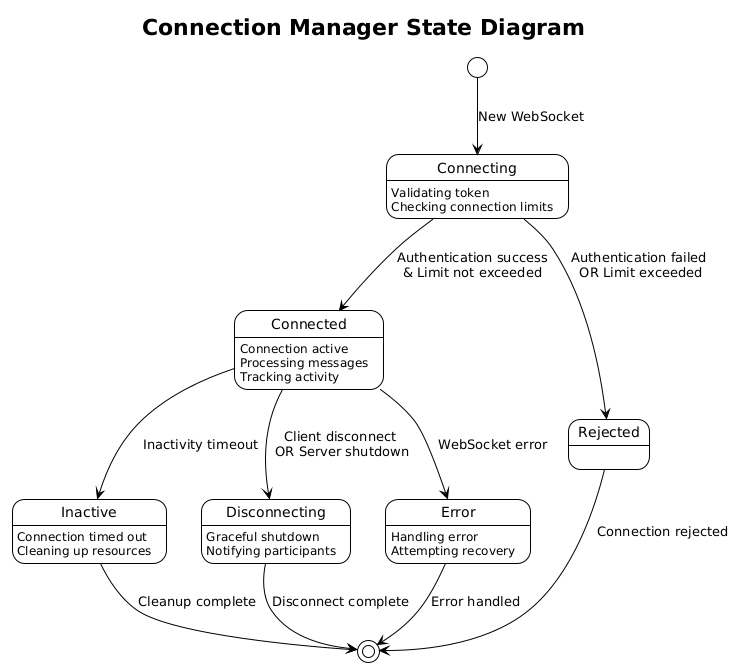 Connection Manager State Diagram
New WebSocket
Connecting
Validating token
Checking connection limits
Authentication success
& Limit not exceeded
Authentication failed
OR Limit exceeded
Connected
Connection active
Processing messages
Tracking activity
Rejected
Inactivity timeout
Client disconnect
OR Server shutdown
WebSocket error
Inactive
Connection timed out
Cleaning up resources
Disconnecting
Graceful shutdown
Notifying participants
Error
Handling error
Attempting recovery
Connection rejected
Cleanup complete
Disconnect complete
Error handled